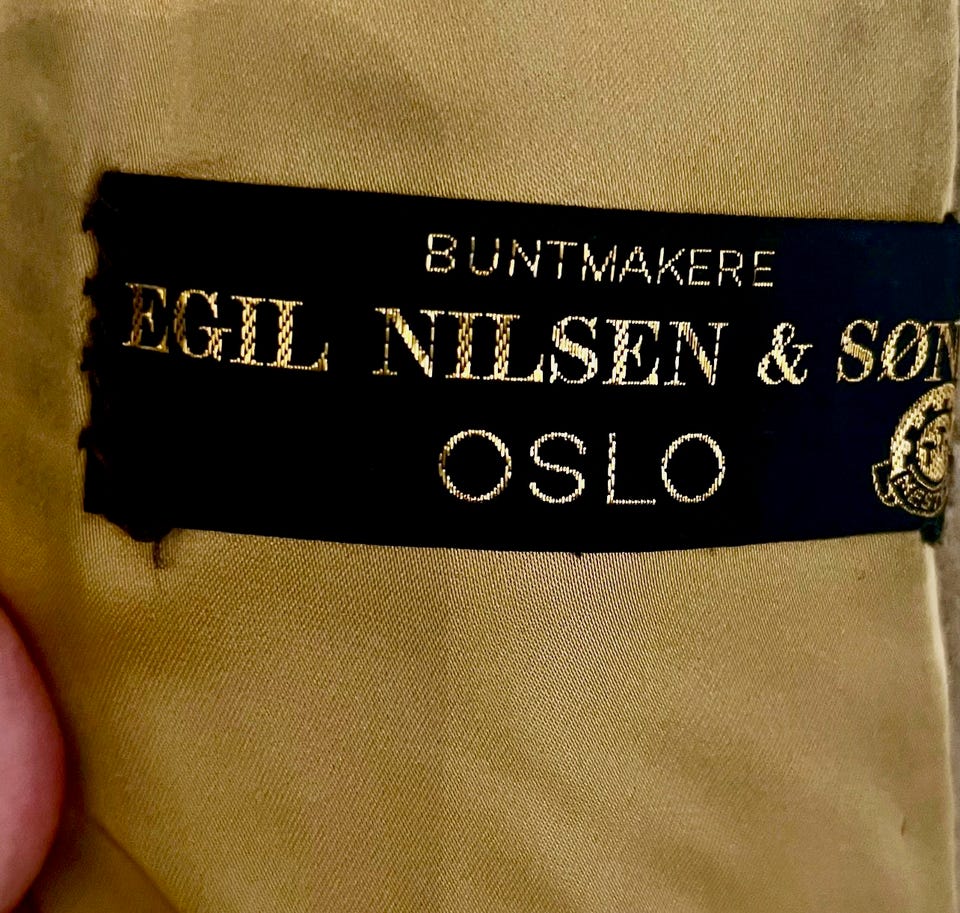 BUNTMAKERE
EGIL NILSEN & SØN
OSLO